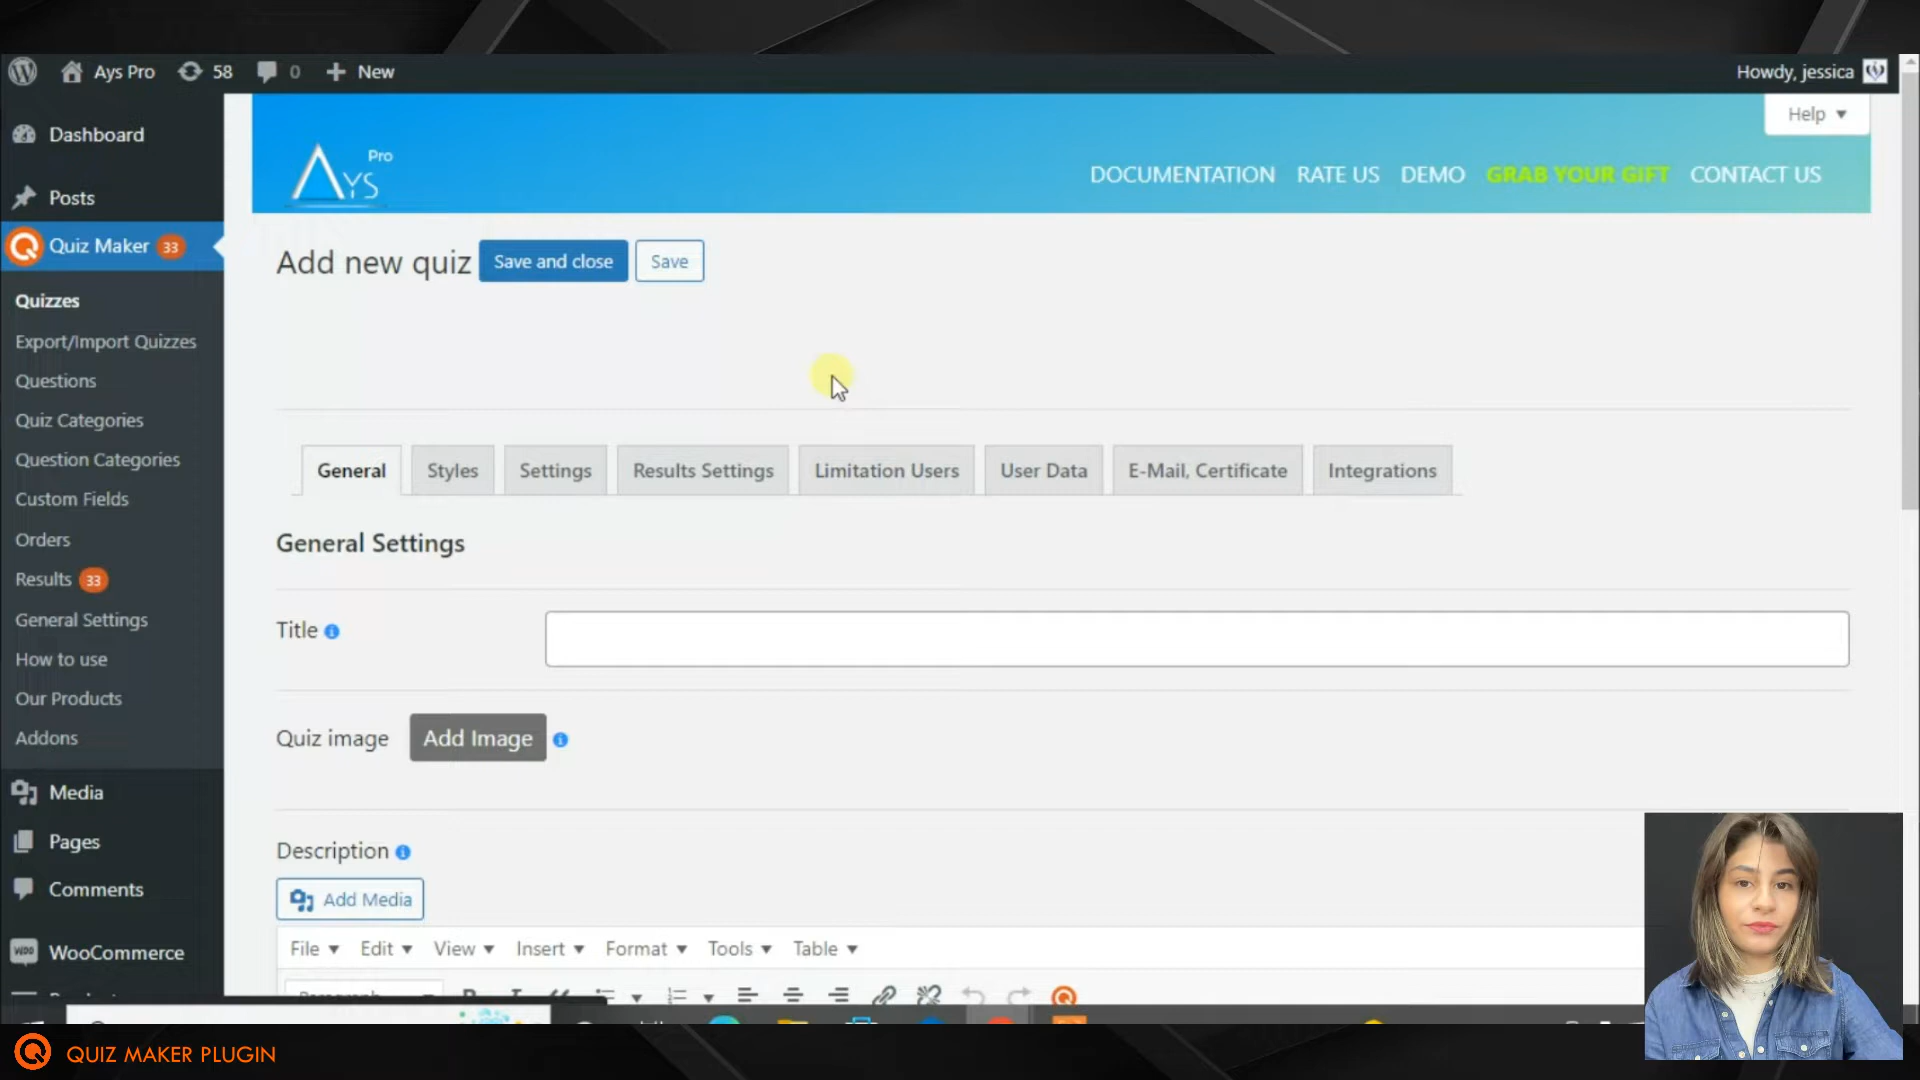 Ays Pro 58 0 New Howdy, jessica
Help
Dashboard
Posts
Quiz Maker 33
Quizzes
Export/Import Quizzes
Questions
Quiz Categories
Question Categories
Custom Fields
Orders
Results 33
General Settings
How to use
Our Products
Addons
Media
Pages
Comments
WooCommerce
Pro
AYS
DOCUMENTATION RATE US DEMO GRAB YOUR GIFT CONTACT US
Add new quiz Save and close Save
General Styles Settings Results Settings Limitation Users User Data E-Mail, Certificate Integrations
General Settings
Title
Quiz image Add Image
Description
Add Media
File Edit View Insert Format Tools Table
QUIZ MAKER PLUGIN